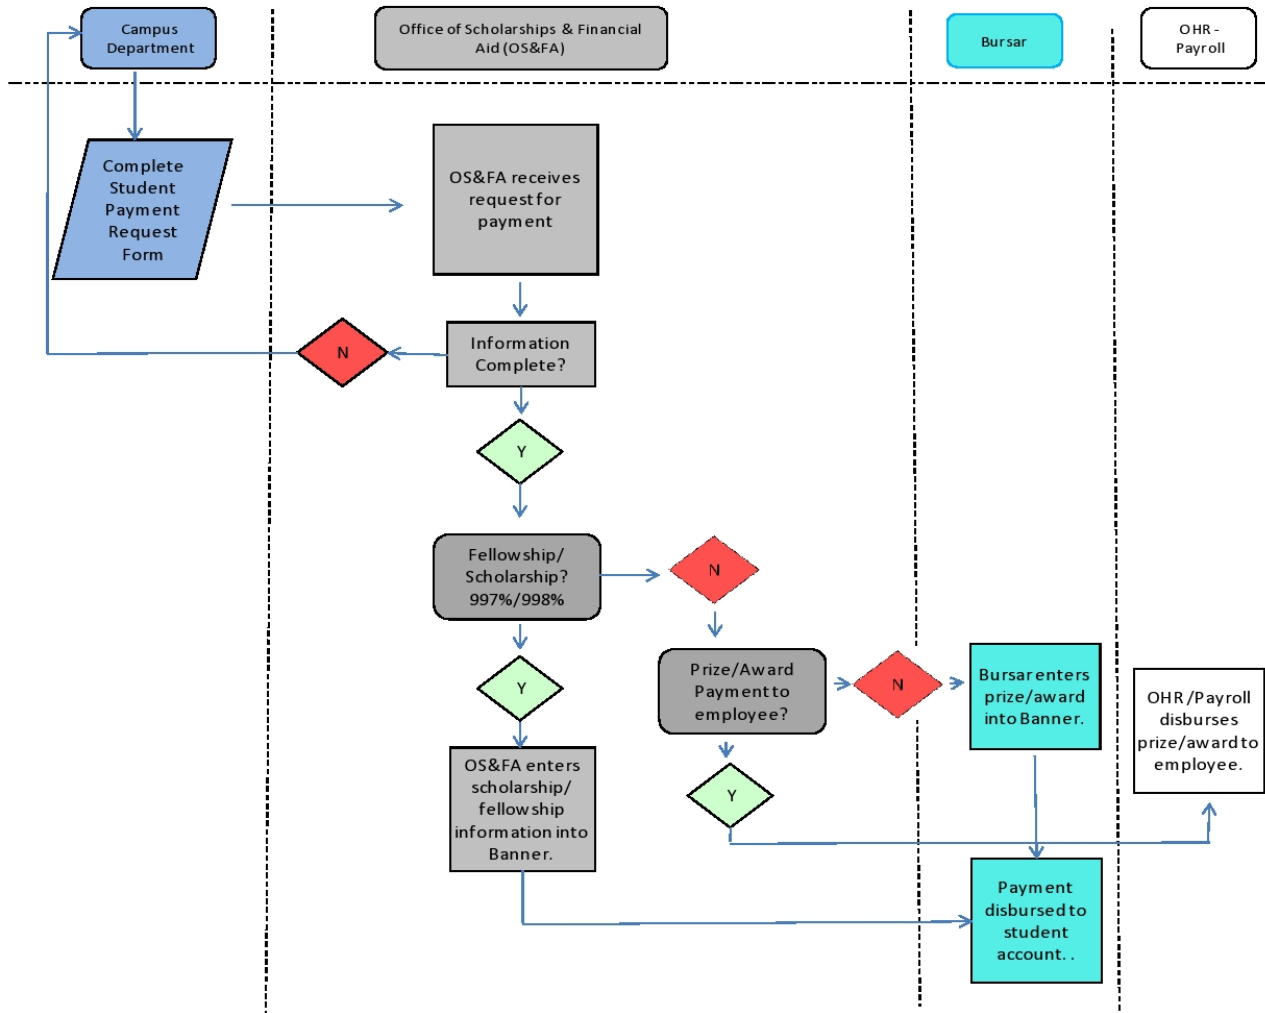 Campus
Department
Office of Scholarships & Financial
Aid (OS&FA)
Bursar
OHR -
Payroll
Complete
Student
Payment
Request
Form
OS&FA receives
request for
payment
Information
Complete?
N
Y
Fellowship/
Scholarship?
997%/998%
N
Y
Prize/Award
Payment to
employee?
N
Bursar enters
prize/award
into Banner.
OHR/Payroll
disburses
prize/award to
employee.
Y
OS&FA enters
scholarship/
fellowship
information into
Banner.
Payment
disbursed to
student
account. .